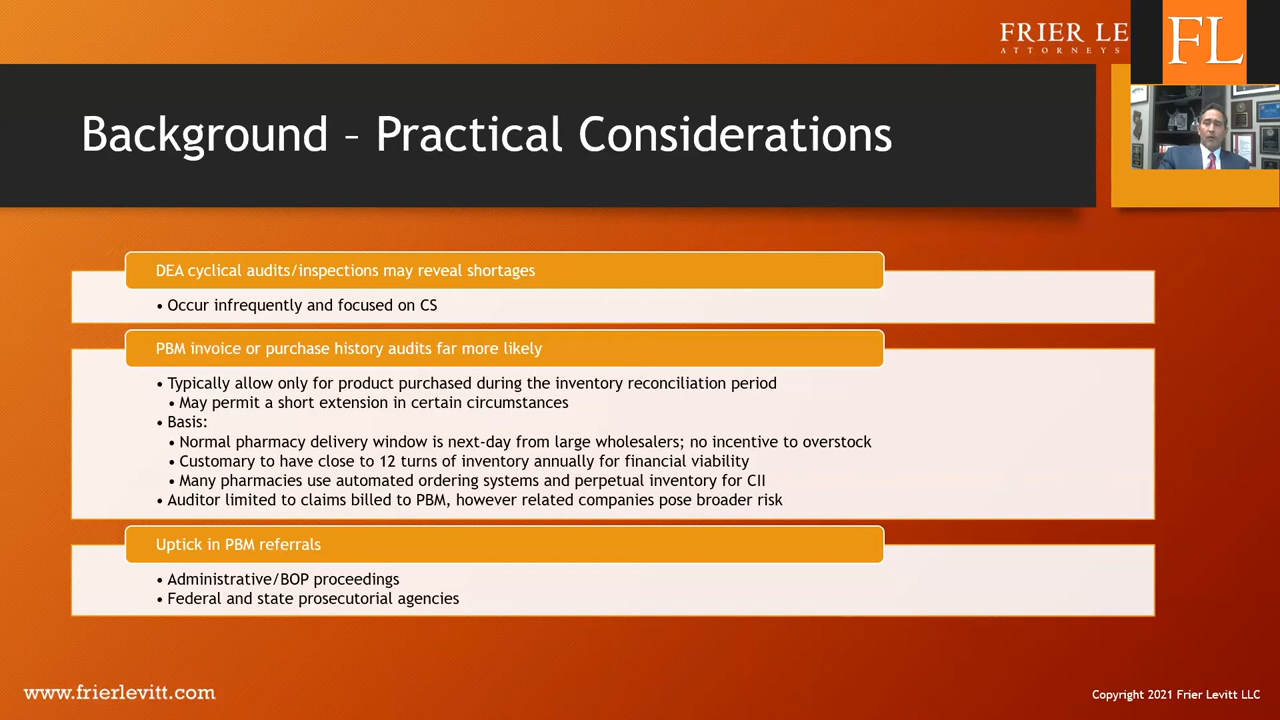 FRIER LE
ATTORNEYS
FL
Background – Practical Considerations
DEA cyclical audits/inspections may reveal shortages
• Occur infrequently and focused on CS
PBM invoice or purchase history audits far more likely
• Typically allow only for product purchased during the inventory reconciliation period
• May permit a short extension in certain circumstances
• Basis:
• Normal pharmacy delivery window is next-day from large wholesalers; no incentive to overstock
• Customary to have close to 12 turns of inventory annually for financial viability
• Many pharmacies use automated ordering systems and perpetual inventory for CII
• Auditor limited to claims billed to PBM, however related companies pose broader risk
Uptick in PBM referrals
• Administrative/BOP proceedings
• Federal and state prosecutorial agencies
www.frierlevitt.com
Copyright 2021 Frier Levitt LLC